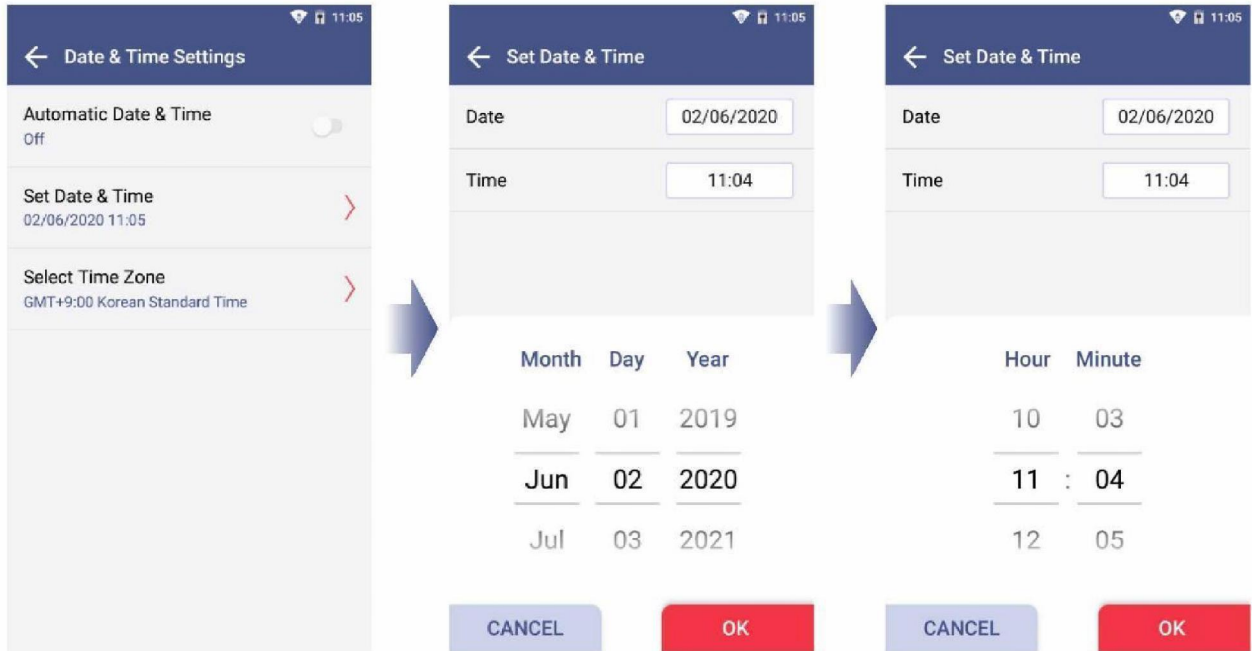 11:05
Date & Time Settings
Automatic Date & Time
Off
Set Date & Time
02/06/2020 11:05
Select Time Zone
GMT+9:00 Korean Standard Time
11:05
Set Date & Time
Date 02/06/2020
Time 11:04
Month Day Year
May 01 2019
Jun 02 2020
Jul 03 2021
CANCEL OK
11:05
Set Date & Time
Date 02/06/2020
Time 11:04
Hour Minute
10 03
11 : 04
12 05
CANCEL OK